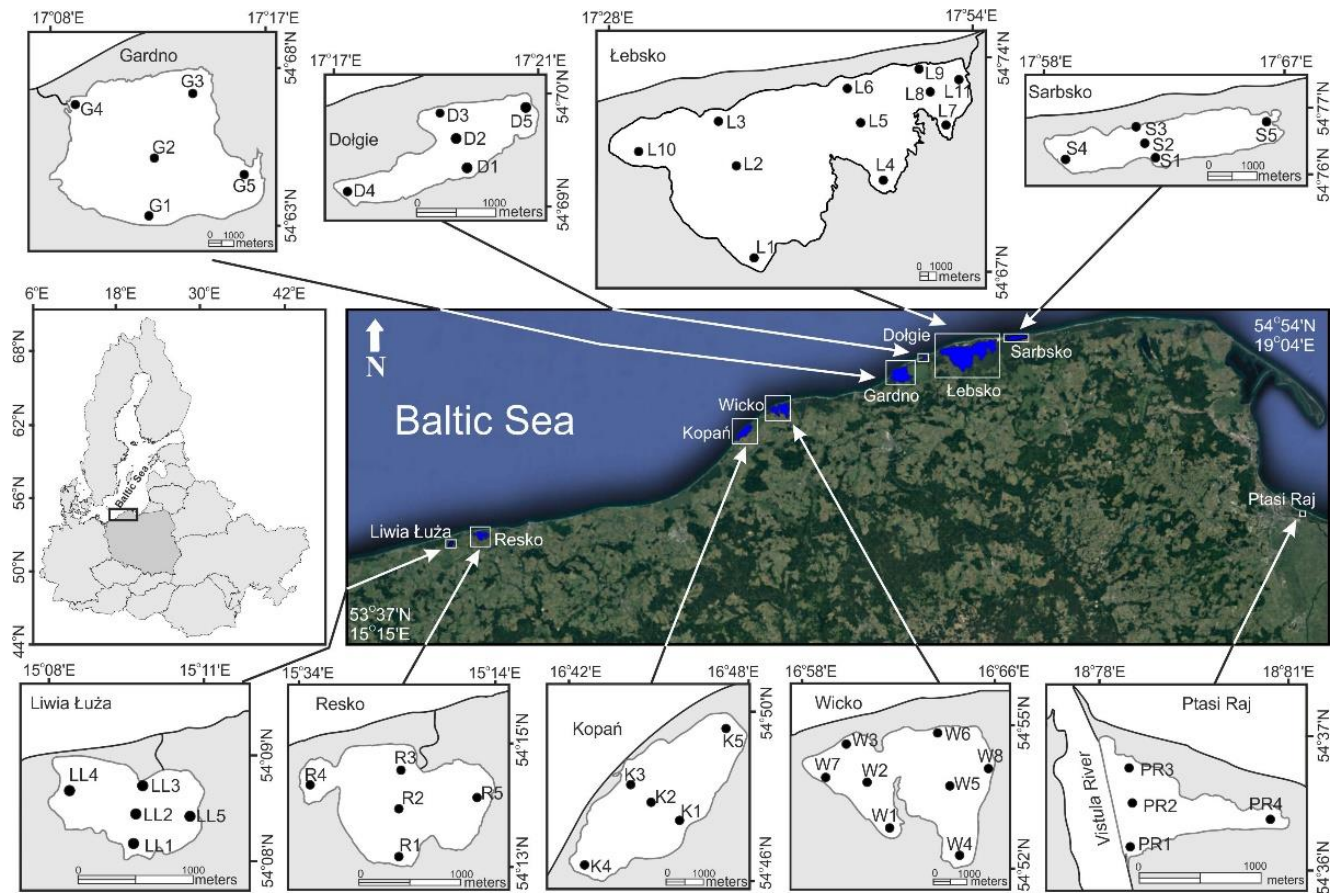 17°08'E
17°17'E
Gardno
54°68'N
54°63'N
G4
G3
G2
G5
G1
0 1000
meters
17°17'E
17°21'E
54°70'N
54°69'N
Dołgie
D3
D5
D2
D1
D4
0 1000
meters
17°28'E
17°54'E
Łebsko
54°74'N
54°67'N
L9
L11
L6
L8
L3
L5
L7
L10
L2
L4
L1
0 1000
meters
17°58'E
17°67'E
Sarbsko
54°77'N
54°76'N
S3
S5
S2
S4
S1
0 1000
meters
6°E
18°E
30°E
42°E
68°N
62°N
56°N
50°N
44°N
Baltic Sea
N
54°54'N
19°04'E
Dołgie
Sarbsko
Gardno
Łebsko
Wicko
Kopań
Baltic Sea
Ptasi Raj
Liwia Łuża
Resko
53°37'N
15°15'E
15°08'E
15°11'E
Liwia Łuża
54°09'N
54°08'N
LL4
LL3
LL2
LL5
LL1
0 1000
meters
15°34'E
15°14'E
Resko
54°15'N
54°13'N
R3
R4
R2
R5
R1
0 1000
meters
16°42'E
16°48'E
Kopań
54°50'N
54°46'N
K5
K3
K2
K1
K4
0 1000
meters
16°58'E
16°66'E
Wicko
54°55'N
54°52'N
W3
W6
W7
W2
W8
W5
W1
W4
0 1000
meters
18°78'E
18°81'E
Ptasi Raj
54°37'N
54°36'N
Vistula River
PR3
PR2
PR4
PR1
0 1000
meters